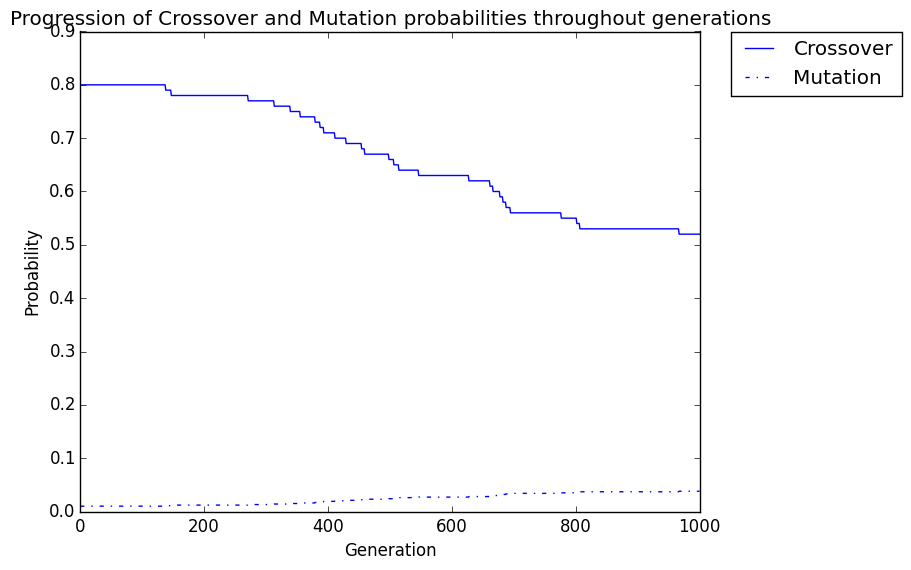 Progression of Crossover and Mutation probabilities throughout generations
Crossover
Mutation
0.9
0.8
0.7
0.6
0.5
0.4
0.3
0.2
0.1
0.0
Probability
0 200 400 600 800 1000
Generation